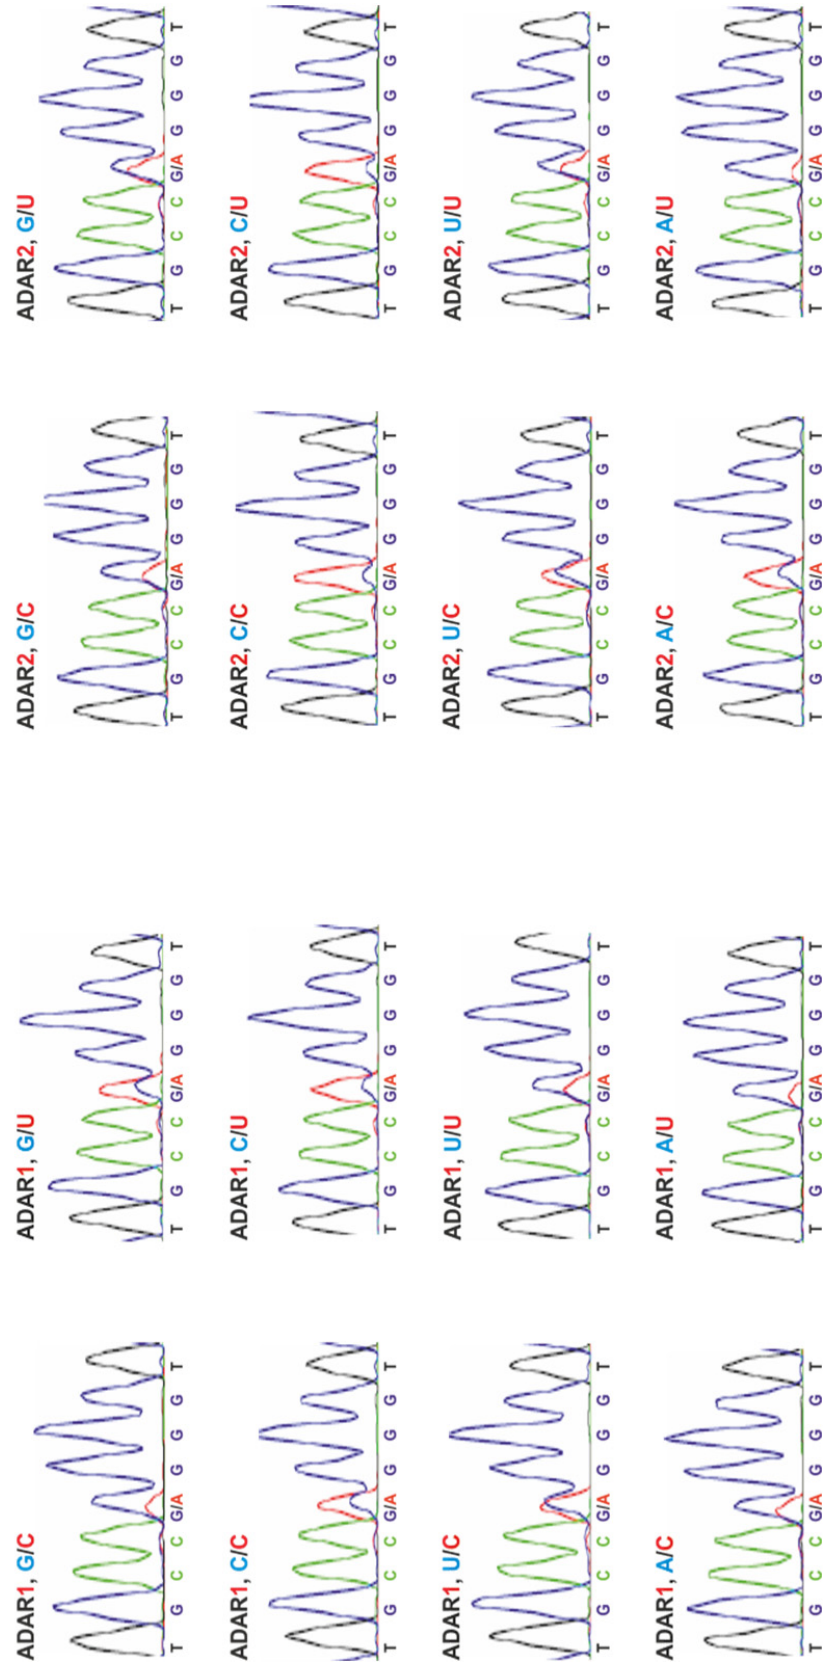 ADAR1, G/C
T G C C G/A G G G T
ADAR1, G/U
T G C C G/A G G G T
ADAR2, G/C
T G C C G/A G G G T
ADAR2, G/U
T G C C G/A G G G T
ADAR1, C/C
T G C C G/A G G G T
ADAR1, C/U
T G C C G/A G G G T
ADAR2, C/C
T G C C G/A G G G T
ADAR2, C/U
T G C C G/A G G G T
ADAR1, U/C
T G C C G/A G G G T
ADAR1, U/U
T G C C G/A G G G T
ADAR2, U/C
T G C C G/A G G G T
ADAR2, U/U
T G C C G/A G G G T
ADAR1, A/C
T G C C G/A G G G T
ADAR1, A/U
T G C C G/A G G G T
ADAR2, A/C
T G C C G/A G G G T
ADAR2, A/U
T G C C G/A G G G T